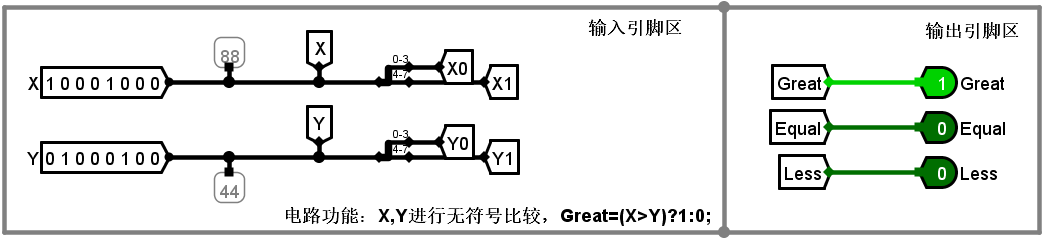 输入引脚区
输出引脚区
88
X
0-3
X0
4-7
X1
X 1 0 0 0 1 0 0 0
Great
1
Great
Y
0-3
Y0
4-7
Y1
Y 0 1 0 0 0 1 0 0
44
Equal
0
Equal
Less
0
Less
电路功能：X,Y进行无符号比较，Great=(X>Y)?1:0;